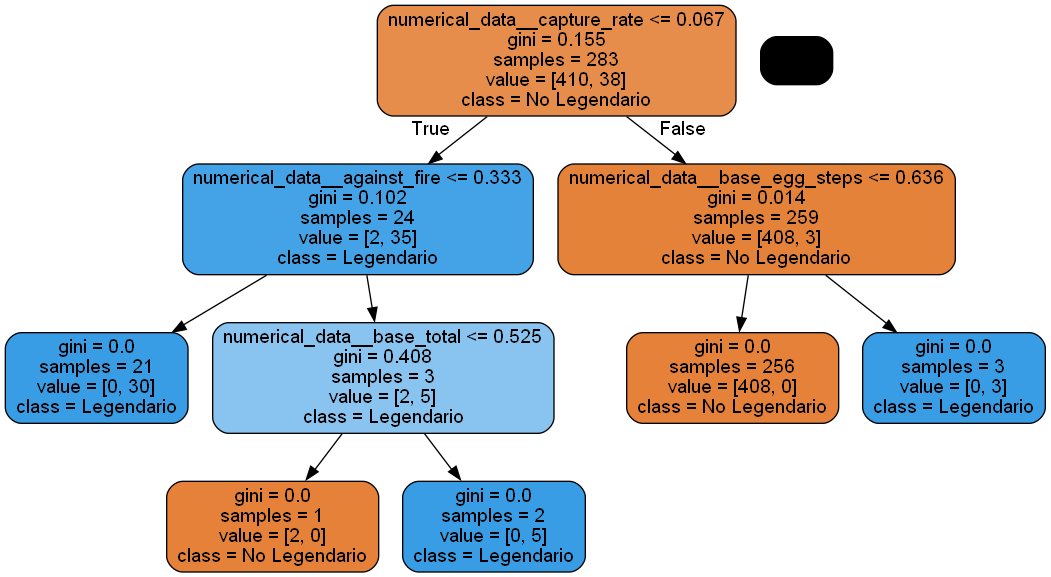 numerical_data__capture_rate <= 0.067
gini = 0.155
samples = 283
value = [410, 38]
class = No Legendario
True
False
numerical_data__against_fire <= 0.333
gini = 0.102
samples = 24
value = [2, 35]
class = Legendario
numerical_data__base_egg_steps <= 0.636
gini = 0.014
samples = 259
value = [408, 3]
class = No Legendario
gini = 0.0
samples = 21
value = [0, 30]
class = Legendario
numerical_data__base_total <= 0.525
gini = 0.408
samples = 3
value = [2, 5]
class = Legendario
gini = 0.0
samples = 256
value = [408, 0]
class = No Legendario
gini = 0.0
samples = 3
value = [0, 3]
class = Legendario
gini = 0.0
samples = 1
value = [2, 0]
class = No Legendario
gini = 0.0
samples = 2
value = [0, 5]
class = Legendario